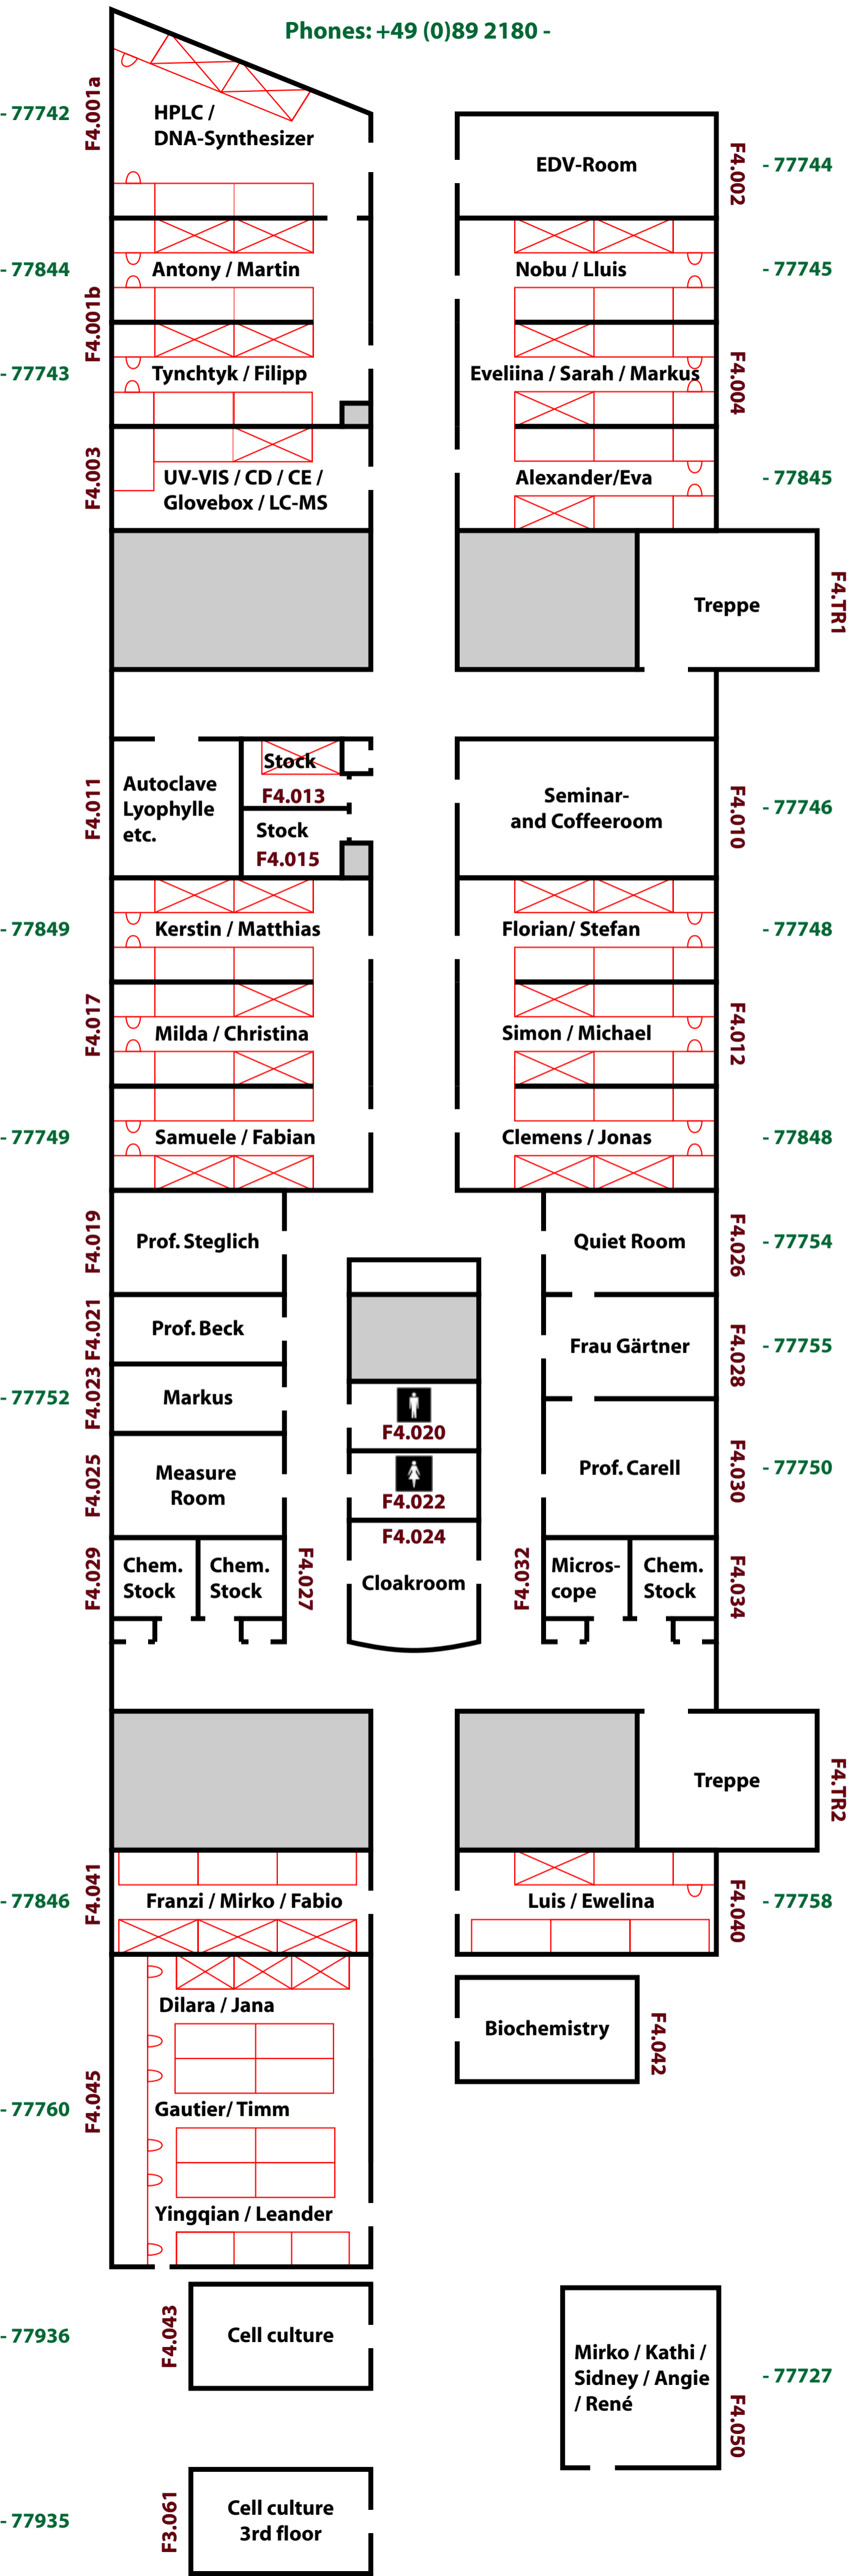 Phones: +49 (0)89 2180 -
- 77742
F4.001a
HPLC /
DNA-Synthesizer
EDV-Room
F4.002
- 77744
- 77844
F4.001b
Antony / Martin
Nobu / Lluis
- 77745
- 77743
Tynchtyk / Filipp
Eveliina / Sarah / Markus
F4.004
F4.003
UV-VIS / CD / CE /
Glovebox / LC-MS
Alexander/Eva
- 77845
Treppe
F4.TR1
F4.011
Autoclave
Lyophylle
etc.
Stock
F4.013
Stock
F4.015
Seminar-
and Coffeeroom
F4.010
- 77746
- 77849
Kerstin / Matthias
Florian/ Stefan
- 77748
F4.017
Milda / Christina
Simon / Michael
F4.012
- 77749
Samuele / Fabian
Clemens / Jonas
- 77848
F4.019
Prof. Steglich
Quiet Room
F4.026
- 77754
F4.021
Prof. Beck
Frau Gärtner
F4.028
- 77755
- 77752
F4.023
Markus
F4.020
F4.025
Measure
Room
F4.022
Prof. Carell
F4.030
- 77750
F4.029
Chem.
Stock
Chem.
Stock
F4.027
F4.024
Cloakroom
F4.032
Micros-
cope
Chem.
Stock
F4.034
Treppe
F4.TR2
- 77846
F4.041
Franzi / Mirko / Fabio
Luis / Ewelina
F4.040
- 77758
Dilara / Jana
Biochemistry
F4.042
- 77760
F4.045
Gautier/ Timm
Yingqian / Leander
- 77936
F4.043
Cell culture
Mirko / Kathi /
Sidney / Angie
/ René
F4.050
- 77727
- 77935
F3.061
Cell culture
3rd floor